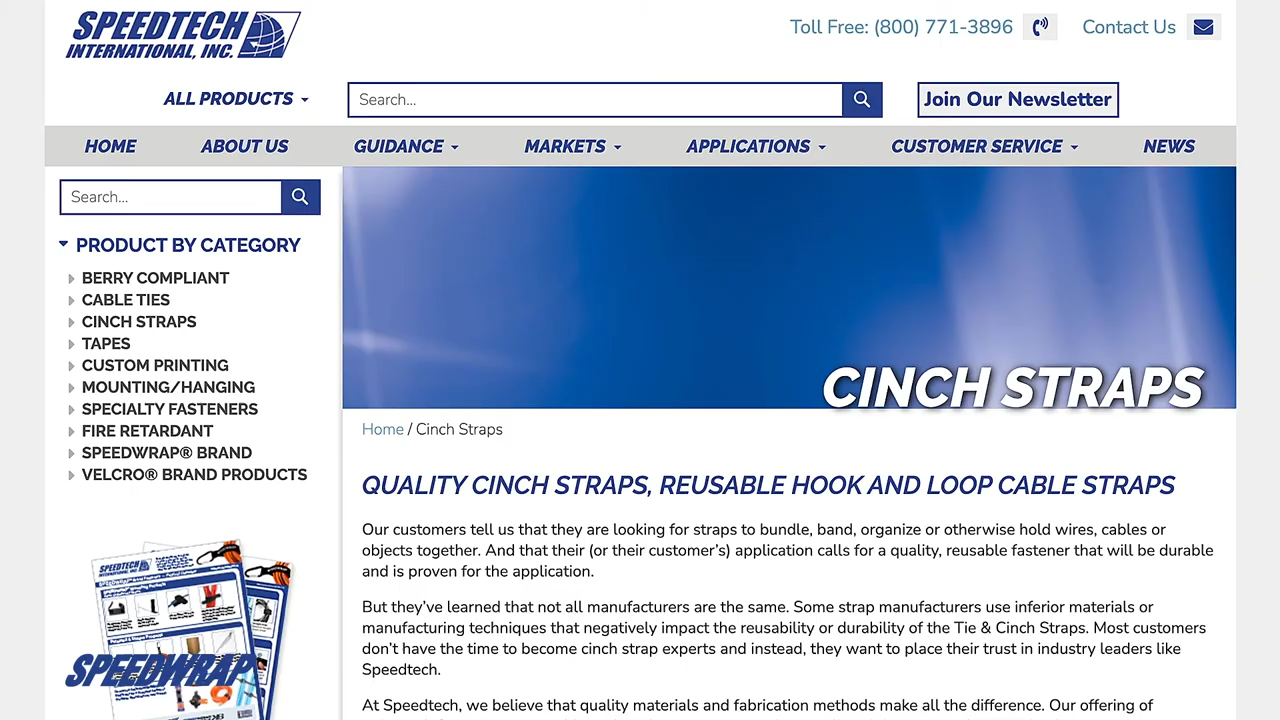 SPEEDTECH
INTERNATIONAL, INC.
Toll Free: (800) 771-3896
Contact Us
ALL PRODUCTS
Search...
Join Our Newsletter
HOME
ABOUT US
GUIDANCE
MARKETS
APPLICATIONS
CUSTOMER SERVICE
NEWS
Search...
PRODUCT BY CATEGORY
BERRY COMPLIANT
CABLE TIES
CINCH STRAPS
TAPES
CUSTOM PRINTING
MOUNTING/HANGING
SPECIALTY FASTENERS
FIRE RETARDANT
SPEEDWRAP® BRAND
VELCRO® BRAND PRODUCTS
SPEEDTECH
INTERNATIONAL, INC.
SPEEDWRAP
CINCH STRAPS
Home / Cinch Straps
QUALITY CINCH STRAPS, REUSABLE HOOK AND LOOP CABLE STRAPS
Our customers tell us that they are looking for straps to bundle, band, organize or otherwise hold wires, cables or
objects together. And that their (or their customer's) application calls for a quality, reusable fastener that will be durable
and is proven for the application.
But they've learned that not all manufacturers are the same. Some strap manufacturers use inferior materials or
manufacturing techniques that negatively impact the reusability or durability of the Tie & Cinch Straps. Most customers
don't have the time to become cinch strap experts and instead, they want to place their trust in industry leaders like
Speedtech.
At Speedtech, we believe that quality materials and fabrication methods make all the difference. Our offering of